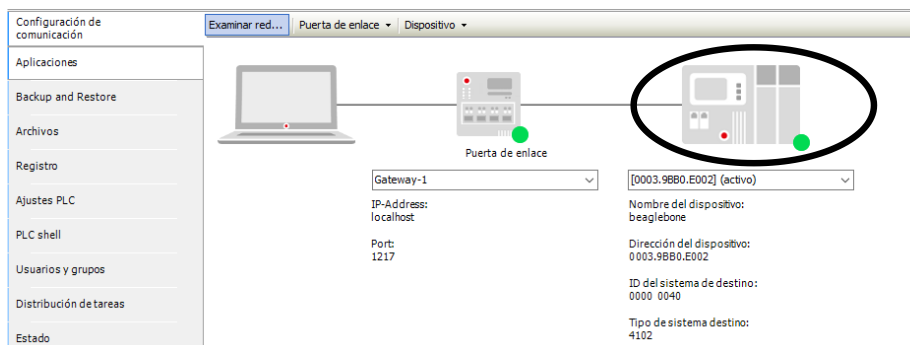 Configuración de
comunicación
Examinar red...
Puerta de enlace
Dispositivo
Aplicaciones
Backup and Restore
Archivos
Registro
Ajustes PLC
PLC shell
Usuarios y grupos
Distribución de tareas
Estado
Puerta de enlace
Gateway-1
IP-Address:
localhost
Port:
1217
[0003.9BB0.E002] (activo)
Nombre del dispositivo:
beaglebone
Dirección del dispositivo:
0003.9BB0.E002
ID del sistema de destino:
0000 0040
Tipo de sistema destino:
4102